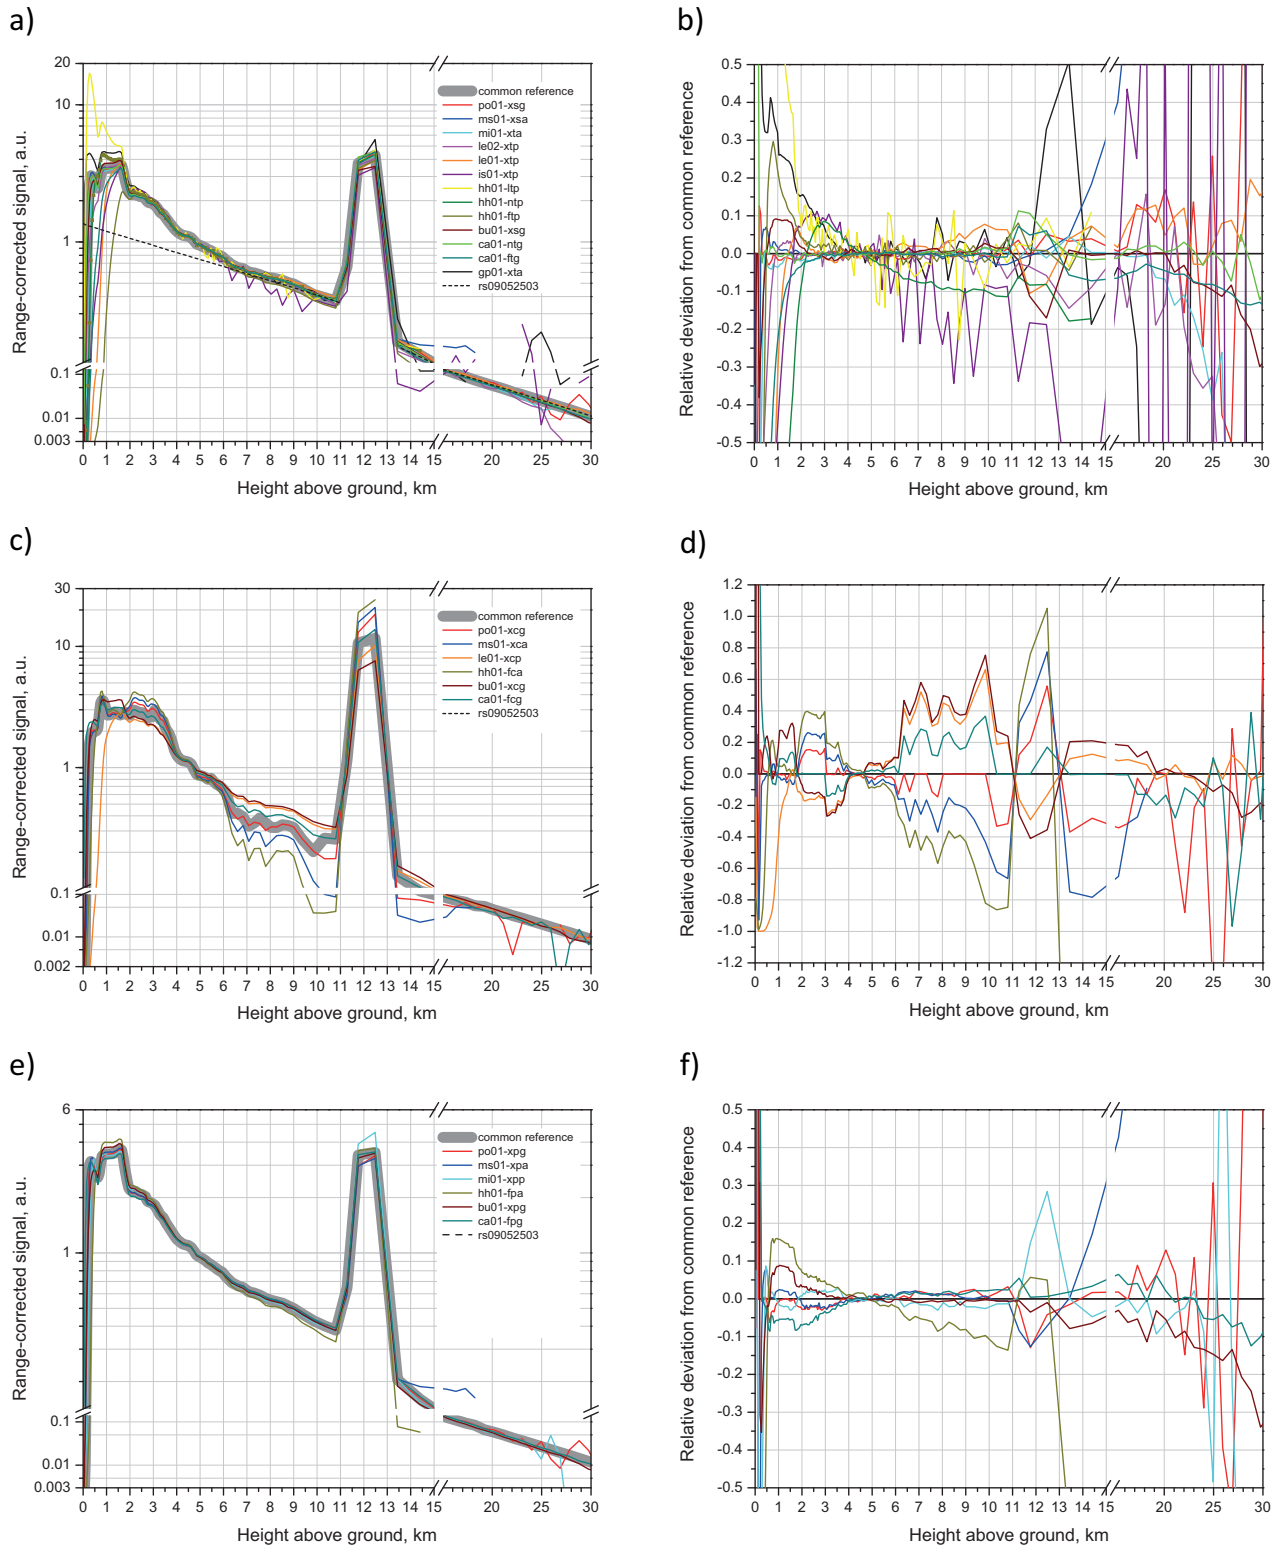 a)
20
10
1
0.1
0.01
0.003
Range-corrected signal, a.u.
common reference
po01-xsg
ms01-xsa
mi01-xta
le02-xtp
le01-xtp
is01-xtp
hh01-ltp
hh01-ntp
hh01-ftp
bu01-xsg
ca01-ntg
ca01-ftg
gp01-xta
rs09052503
0 1 2 3 4 5 6 7 8 9 10 11 12 13 14 15 20 25 30
Height above ground, km
b)
0.5
0.4
0.3
0.2
0.1
0.0
-0.1
-0.2
-0.3
-0.4
-0.5
Relative deviation from common reference
0 1 2 3 4 5 6 7 8 9 10 11 12 13 14 15 20 25 30
Height above ground, km
c)
30
10
1
0.1
0.01
0.002
Range-corrected signal, a.u.
common reference
po01-xcg
ms01-xca
le01-xcp
hh01-fca
bu01-xcg
ca01-fcg
rs09052503
0 1 2 3 4 5 6 7 8 9 10 11 12 13 14 15 20 25 30
Height above ground, km
d)
1.2
1.0
0.8
0.6
0.4
0.2
0.0
-0.2
-0.4
-0.6
-0.8
-1.0
-1.2
Relative deviation from common reference
0 1 2 3 4 5 6 7 8 9 10 11 12 13 14 15 20 25 30
Height above ground, km
e)
6
1
0.1
0.01
0.003
Range-corrected signal, a.u.
common reference
po01-xpg
ms01-xpa
mi01-xpp
hh01-fpa
bu01-xpg
ca01-fpg
rs09052503
0 1 2 3 4 5 6 7 8 9 10 11 12 13 14 15 20 25 30
Height above ground, km
f)
0.5
0.4
0.3
0.2
0.1
0.0
-0.1
-0.2
-0.3
-0.4
-0.5
Relative deviation from common reference
0 1 2 3 4 5 6 7 8 9 10 11 12 13 14 15 20 25 30
Height above ground, km